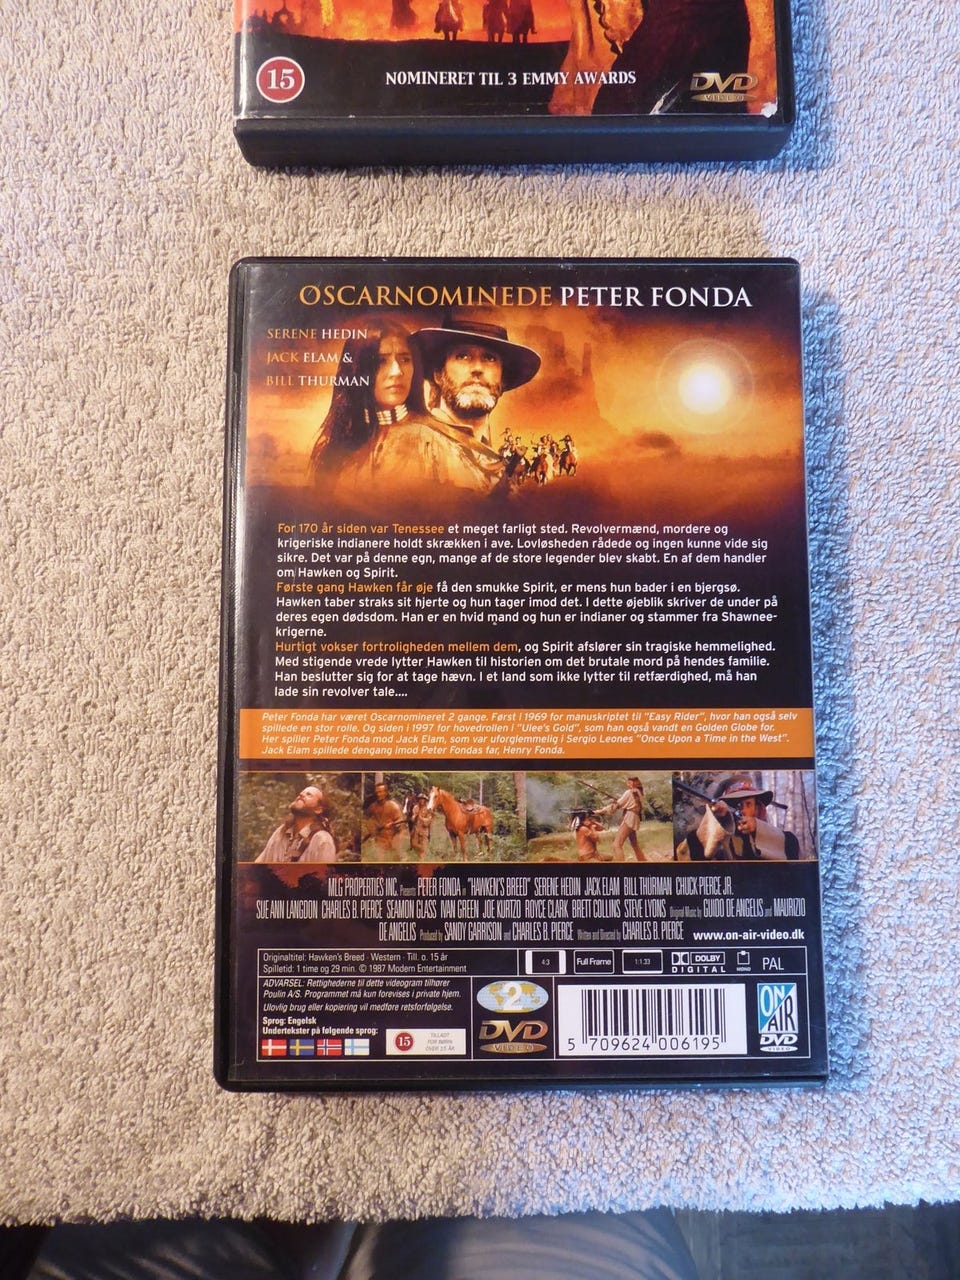 15
NOMINERET TIL 3 EMMY AWARDS
DVD
VIDEO
OSCARNOMINEDE PETER FONDA
SERENE HEDIN
JACK ELAM &
BILL THURMAN
For 170 år siden var Tenessee et meget farligt sted. Revolvermænd, mordere og
krigeriske indianere holdt skrækken i ave. Lovløsheden rådede og ingen kunne vide sig
sikre. Det var på denne egn, mange af de store legender blev skabt. En af dem handler
om Hawken og Spirit.
Første gang Hawken får øje få den smukke Spirit, er mens hun bader i en bjergsø.
Hawken taber straks sit hjerte og hun tager imod det. I dette øjeblik skriver de under på
deres egen dødsdom. Han er en hvid mand og hun er indianer og stammer fra Shawnee-
krigerne.
Hurtigt vokser fortroligheden mellem dem, og Spirit afslører sin tragiske hemmelighed.
Med stigende vrede lytter Hawken til historien om det brutale mord på hendes familie.
Han beslutter sig for at tage hævn. I et land som ikke lytter til retfærdighed, må han
lade sin revolver tale....
Peter Fonda har været Oscarnomineret 2 gange. Først i 1969 for manuskriptet til "Easy Rider", hvor han også selv
spillede en stor rolle. Og siden i 1997 for hovedrollen i "Ulee's Gold", som han også vandt en Golden Globe for.
Her spiller Peter Fonda mod Jack Elam, som var uforglemmelig i Sergio Leones "Once Upon a Time in the West".
Jack Elam spillede dengang imod Peter Fondas far, Henry Fonda.
MLG PROPERTIES INC. Presents PETER FONDA in "HAWKEN'S BREED" SERENE HEDIN JACK ELAM BILL THURMAN CHUCK PIERCE JR.
SUE ANN LANGDON CHARLES B. PIERCE SEAMON GLASS IVAN GREEN JOE KURTZO ROYCE CLARK BRETT COLLINS STEVE LYONS Original Music by GUIDO DE ANGELIS and MAURIZIO
DE ANGELIS Produced by SANDY GARRISON and CHARLES B. PIERCE Written and Directed by CHARLES B. PIERCE www.on-air-video.dk
Originaltitel: Hawken's Breed - Western - Till. o. 15 år
Spilletid: 1 time og 29 min. © 1987 Modern Entertainment
4:3 Full Frame 1:1.33 DOLBY DIGITAL MONO PAL
ADVARSEL: Rettighederne til dette videogram tilhører
Poulin A/S. Programmet må kun forevises i private hjem.
Ulovlig brug eller kopiering vil medføre retsforfølgelse.
Sprog: Engelsk
Undertekster på følgende sprog:
15 TILLADT
FOR BØRN
OVER 15 ÅR
2
DVD
VIDEO
5 709624 006195
ON
AIR
DVD
VIDEO